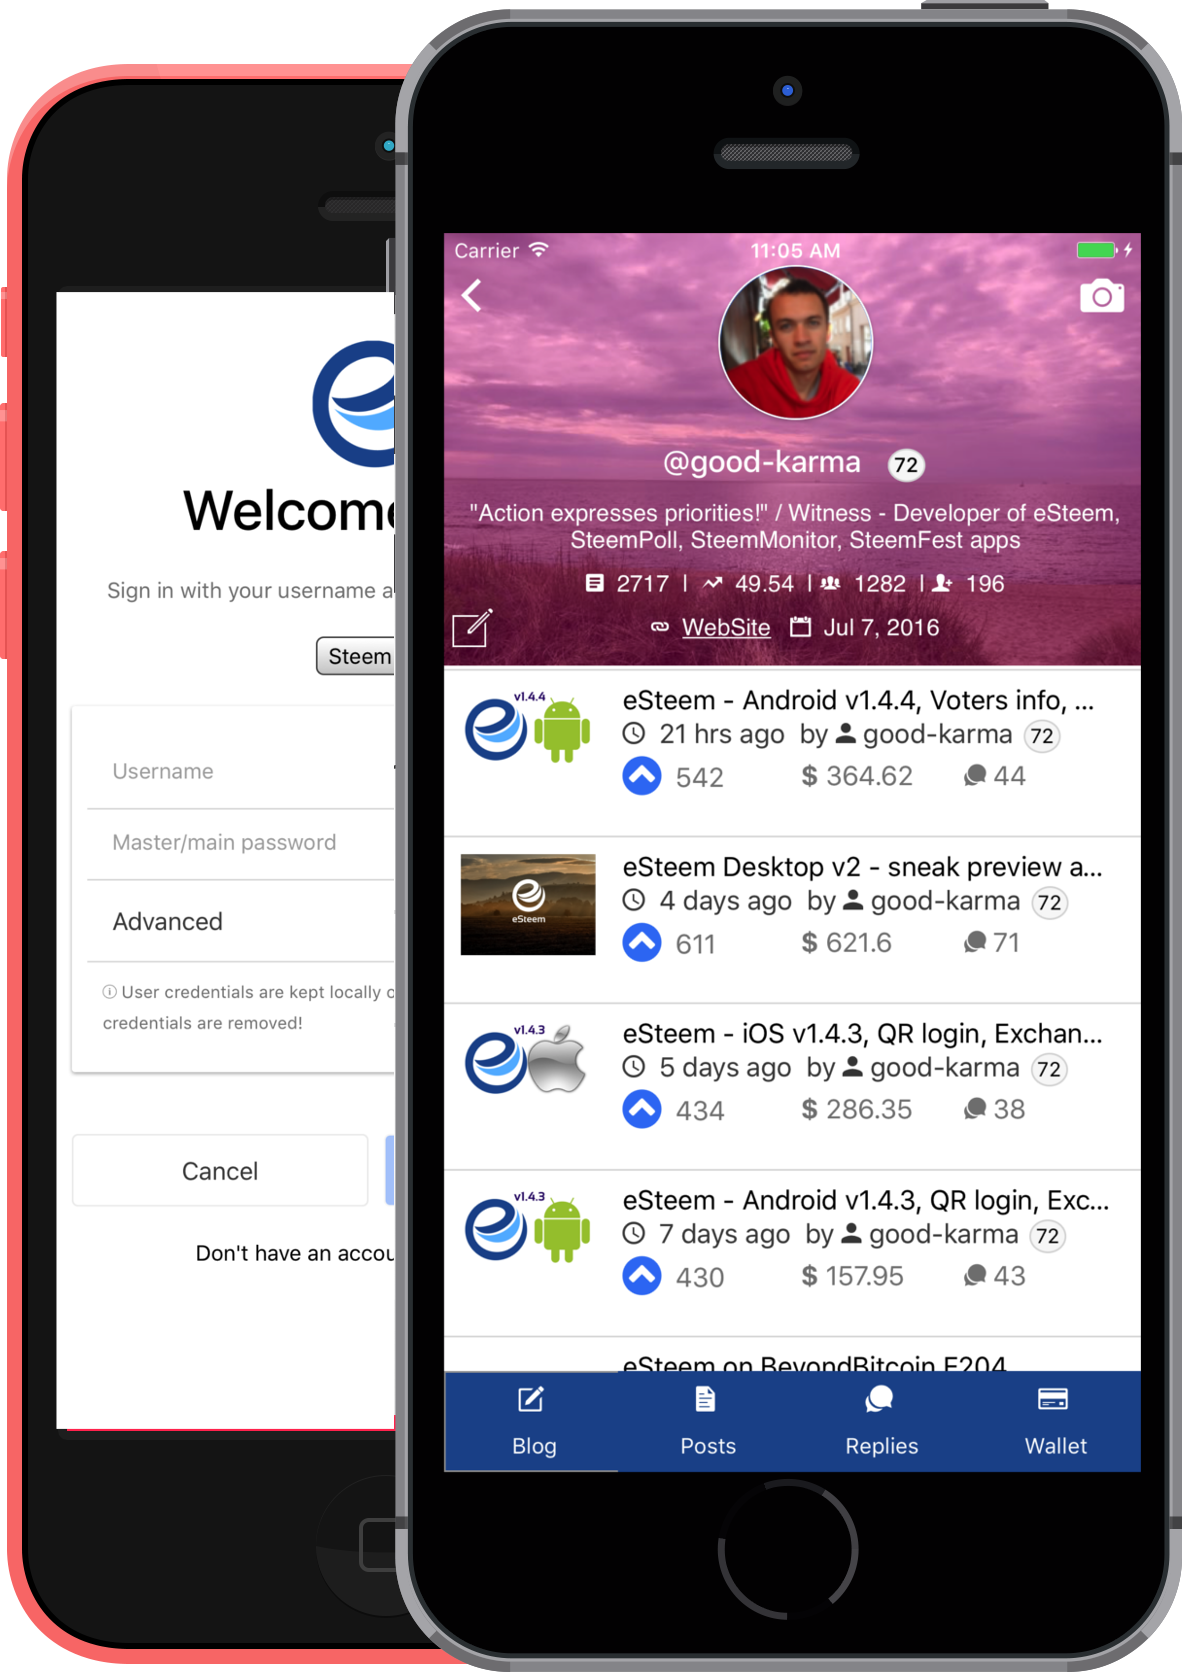 Welcome
Sign in with your username a
Steem
Username
Master/main password
Advanced
User credentials are kept locally
credentials are removed!
Cancel
Don't have an accou
Carrier
11:05 AM
@good-karma 72
"Action expresses priorities!" / Witness - Developer of eSteem,
SteemPoll, SteemMonitor, SteemFest apps
2717 | 49.54 | 1282 | 196
WebSite Jul 7, 2016
v1.4.4
eSteem - Android v1.4.4, Voters info, ...
21 hrs ago by good-karma 72
542 $ 364.62 44
eSteem
eSteem Desktop v2 - sneak preview a...
4 days ago by good-karma 72
611 $ 621.6 71
v1.4.3
eSteem - iOS v1.4.3, QR login, Exchan...
5 days ago by good-karma 72
434 $ 286.35 38
v1.4.3
eSteem - Android v1.4.3, QR login, Exc...
7 days ago by good-karma 72
430 $ 157.95 43
eSteem on BeyondBitcoin E204
Blog Posts Replies Wallet